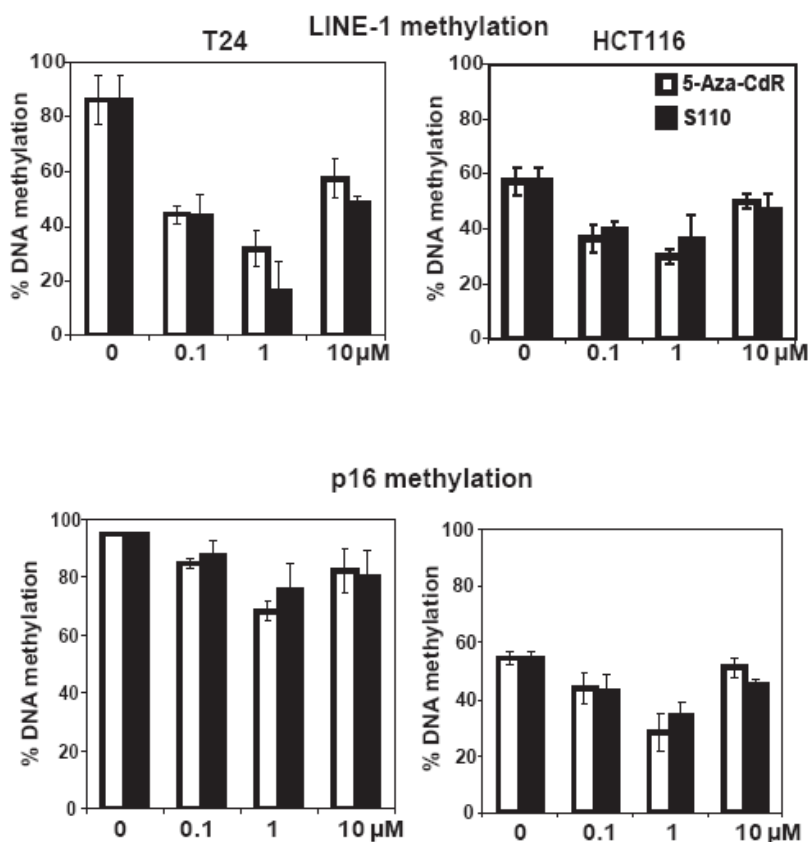 LINE-1 methylation
T24
HCT116
100
80
60
40
20
0
% DNA methylation
0 0.1 1 10 µM
100
80
60
40
20
0
% DNA methylation
5-Aza-CdR
S110
0 0.1 1 10 µM
p16 methylation
100
80
60
40
20
0
% DNA methylation
0 0.1 1 10 µM
100
80
60
40
20
0
% DNA methylation
0 0.1 1 10 µM